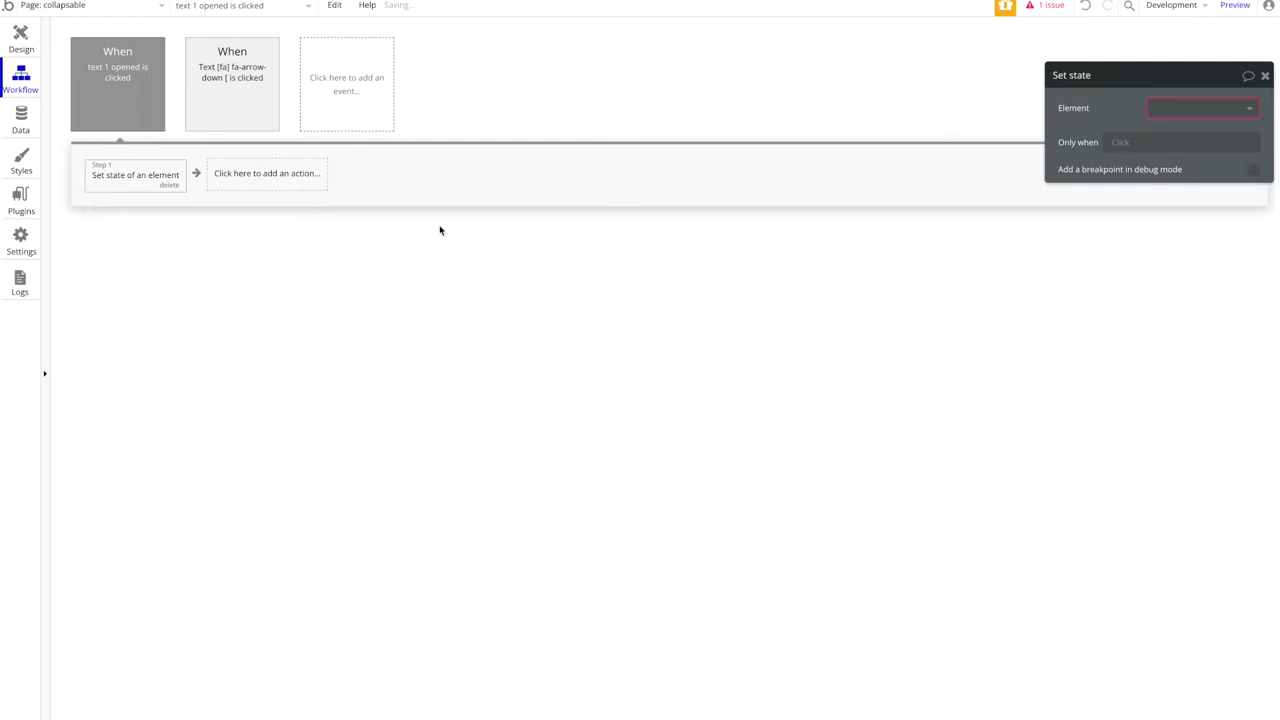 Page: collapsable
text 1 opened is clicked
Edit
Help
Saving...
1 issue
Development
Preview
Design
Workflow
Data
Styles
Plugins
Settings
Logs
When
text 1 opened is
clicked
When
Text [fa] fa-arrow-
down [ is clicked
Click here to add an
event...
Step 1
Set state of an element
delete
Click here to add an action...
Set state
Element
Only when
Click
Add a breakpoint in debug mode